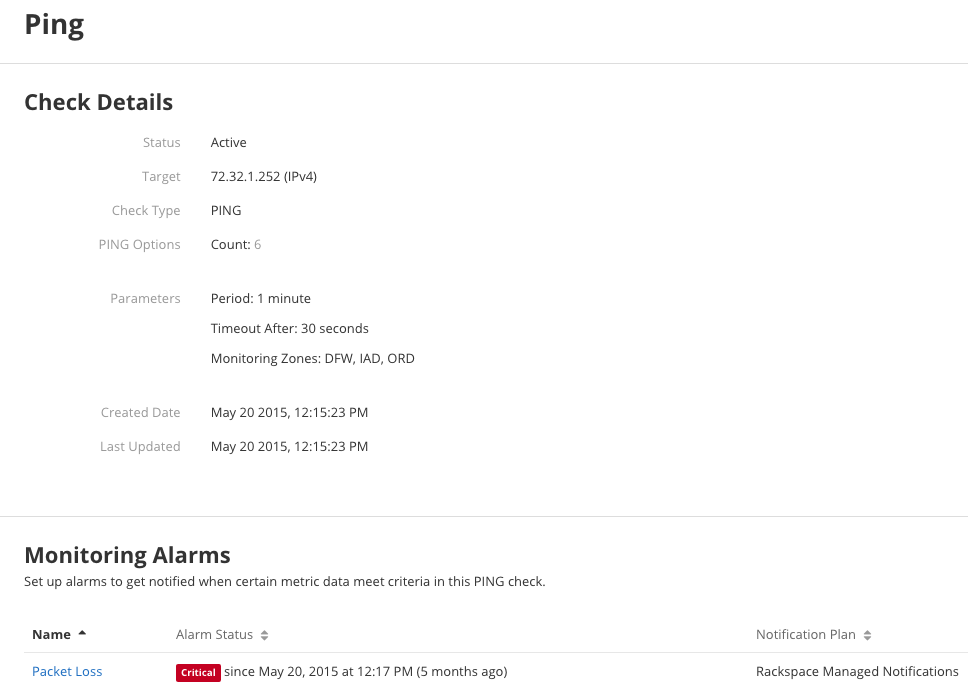 Ping
Check Details
Status Active
Target 72.32.1.252 (IPv4)
Check Type PING
PING Options Count: 6
Parameters Period: 1 minute
Timeout After: 30 seconds
Monitoring Zones: DFW, IAD, ORD
Created Date May 20 2015, 12:15:23 PM
Last Updated May 20 2015, 12:15:23 PM
Monitoring Alarms
Set up alarms to get notified when certain metric data meet criteria in this PING check.
Name Alarm Status Notification Plan
Packet Loss Critical since May 20, 2015 at 12:17 PM (5 months ago) Rackspace Managed Notifications